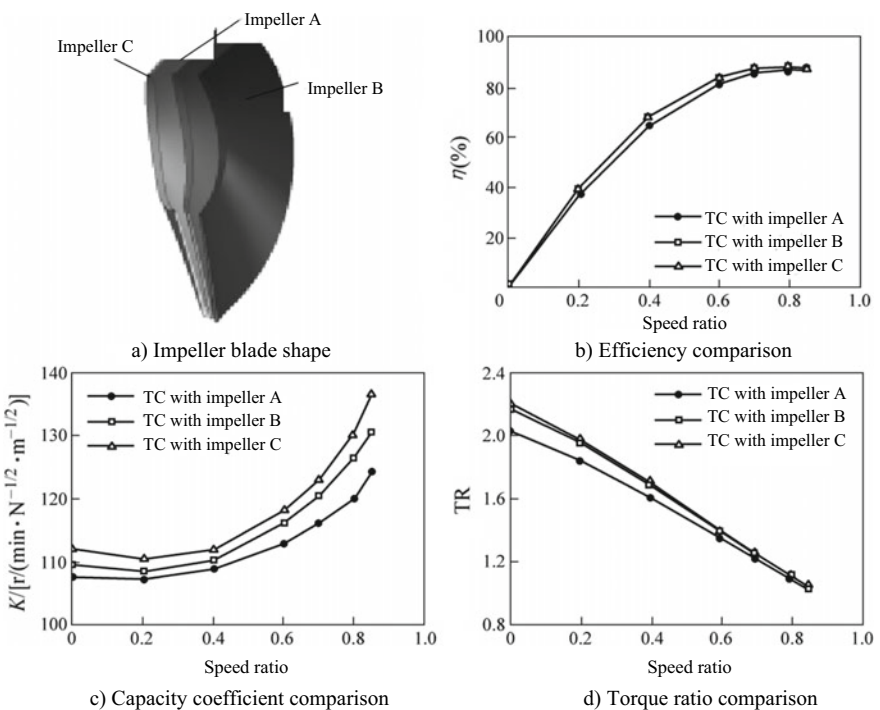 Impeller A
Impeller C
Impeller B
a) Impeller blade shape
100
80
60
40
20
η(%)
TC with impeller A
TC with impeller B
TC with impeller C
0
0.2
0.4
0.6
0.8
1.0
Speed ratio
b) Efficiency comparison
140
130
120
110
100
K/[r/(min·N⁻¹/²·m⁻¹/²)]
TC with impeller A
TC with impeller B
TC with impeller C
0
0.2
0.4
0.6
0.8
1.0
Speed ratio
c) Capacity coefficient comparison
2.4
2.0
1.6
1.2
0.8
TR
TC with impeller A
TC with impeller B
TC with impeller C
0
0.2
0.4
0.6
0.8
1.0
Speed ratio
d) Torque ratio comparison